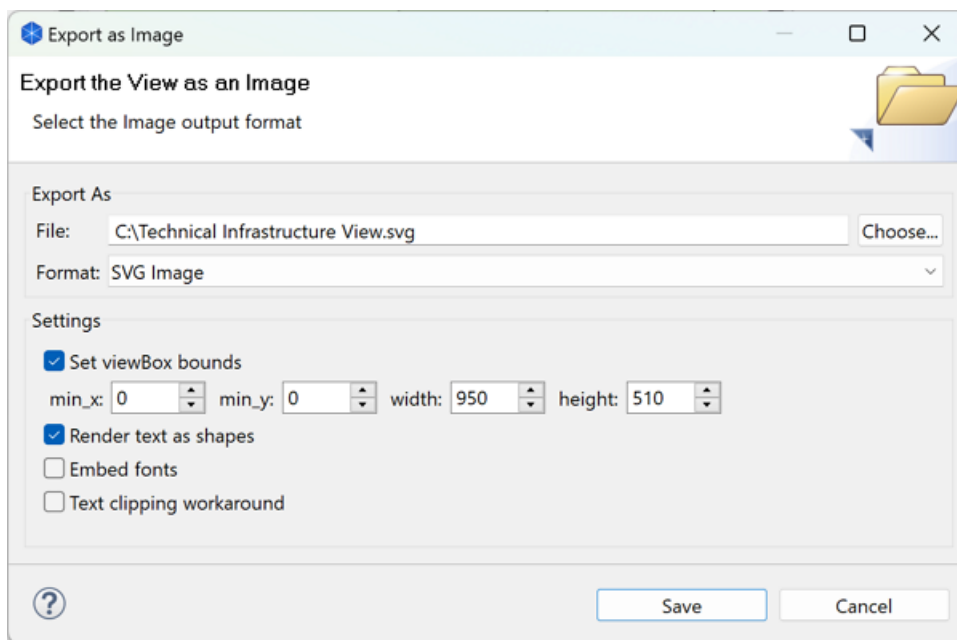 Export as Image
Export the View as an Image
Select the Image output format
Export As
File: C:\Technical Infrastructure View.svg Choose...
Format: SVG Image
Settings
Set viewBox bounds
min_x: 0 min_y: 0 width: 950 height: 510
Render text as shapes
Embed fonts
Text clipping workaround
? Save Cancel